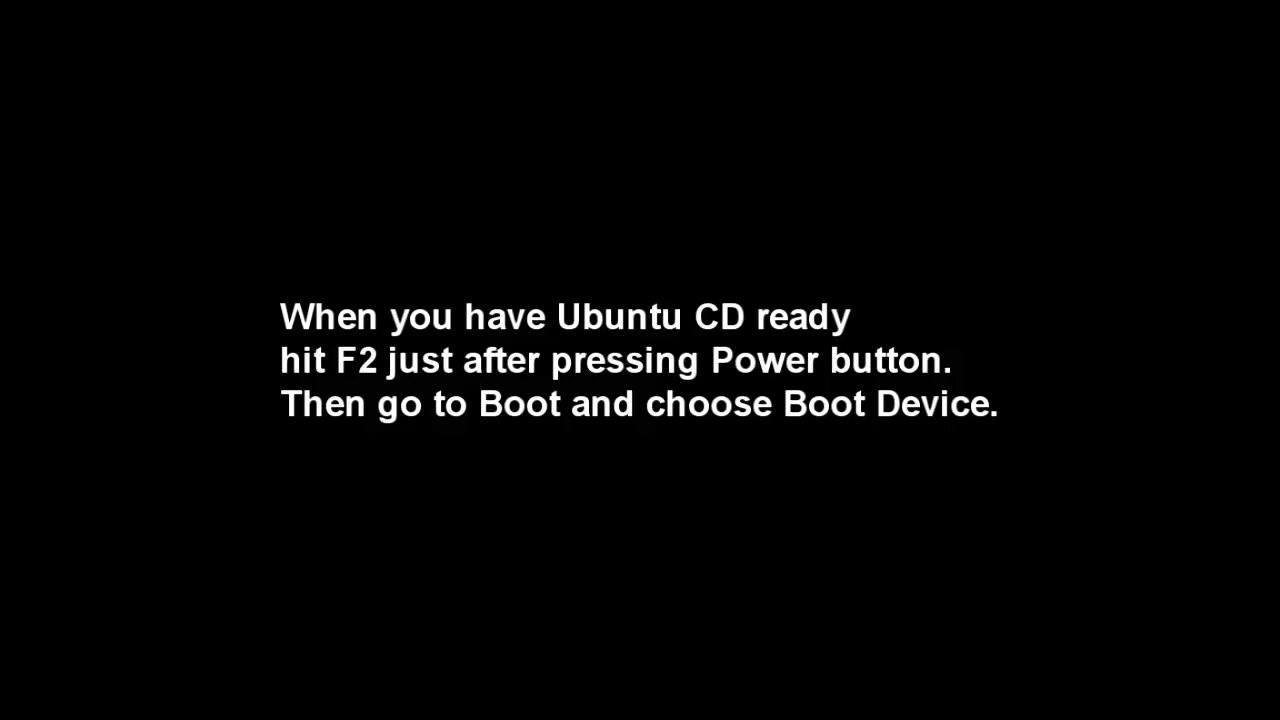 When you have Ubuntu CD ready
hit F2 just after pressing Power button.
Then go to Boot and choose Boot Device.